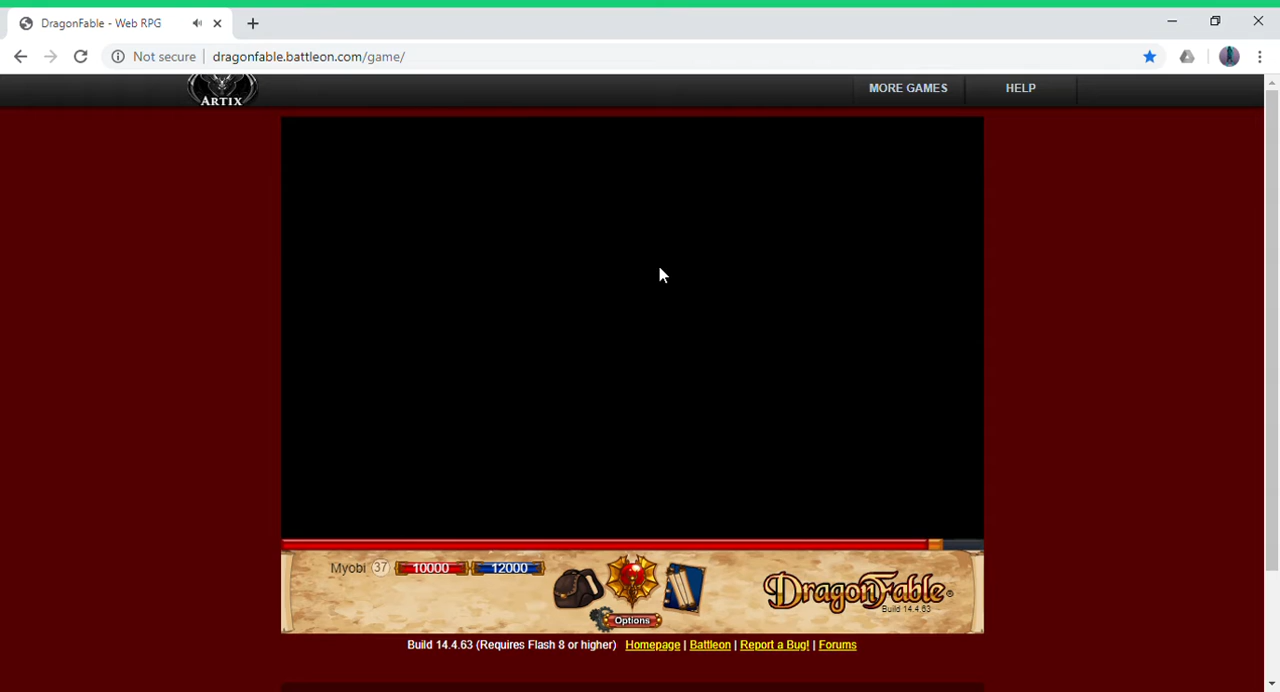 DragonFable - Web RPG
Not secure
dragonfable.battleon.com/game/
ARTIX
MORE GAMES
HELP
Myobi 37 10000 12000
DragonFable®
Build 14.4.63
Options
Build 14.4.63 (Requires Flash 8 or higher) Homepage | Battleon | Report a Bug! | Forums